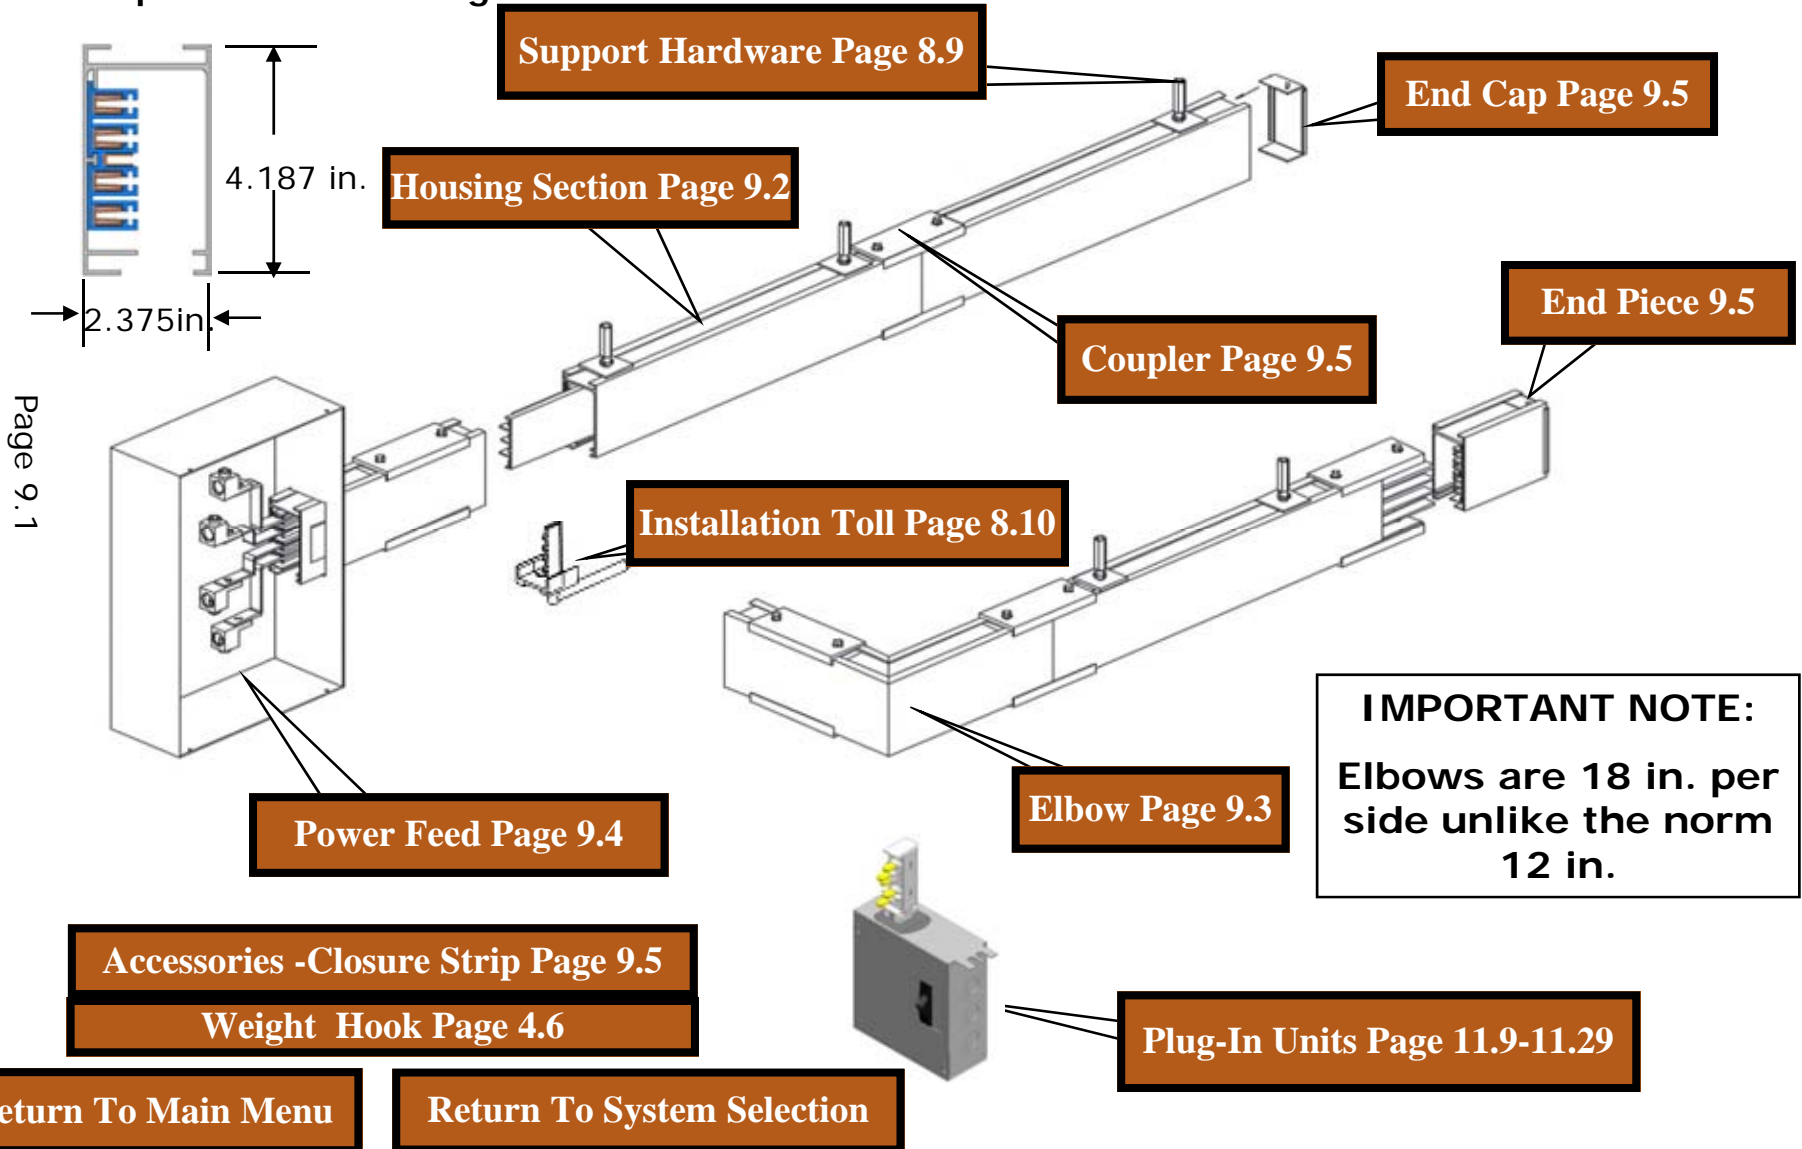 Support Hardware Page 8.9
End Cap Page 9.5
4.187 in.
Housing Section Page 9.2
2.375in.
End Piece 9.5
Coupler Page 9.5
Page 9.1
Installation Toll Page 8.10
IMPORTANT NOTE:
Elbows are 18 in. per
side unlike the norm
12 in.
Elbow Page 9.3
Power Feed Page 9.4
Accessories -Closure Strip Page 9.5
Weight Hook Page 4.6
Plug-In Units Page 11.9-11.29
eturn To Main Menu
Return To System Selection